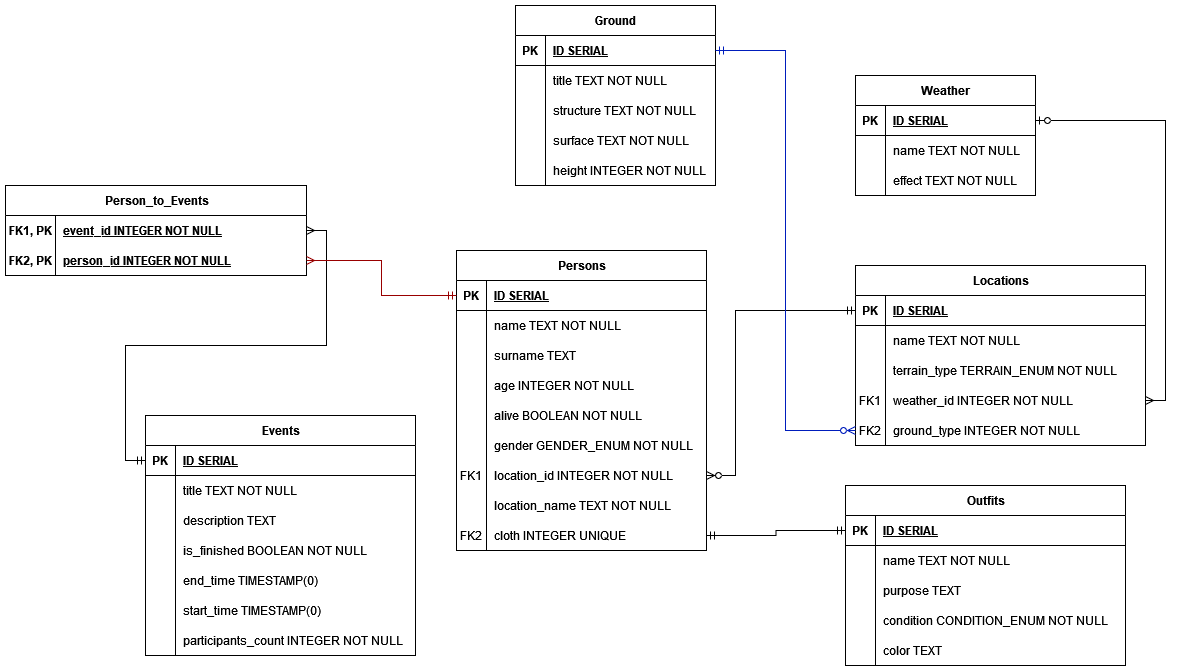 Ground
PK ID SERIAL
title TEXT NOT NULL
structure TEXT NOT NULL
surface TEXT NOT NULL
height INTEGER NOT NULL
Weather
PK ID SERIAL
name TEXT NOT NULL
effect TEXT NOT NULL
Person_to_Events
FK1, PK event_id INTEGER NOT NULL
FK2, PK person_id INTEGER NOT NULL
Persons
PK ID SERIAL
name TEXT NOT NULL
surname TEXT
age INTEGER NOT NULL
alive BOOLEAN NOT NULL
gender GENDER_ENUM NOT NULL
FK1 location_id INTEGER NOT NULL
location_name TEXT NOT NULL
FK2 cloth INTEGER UNIQUE
Locations
PK ID SERIAL
name TEXT NOT NULL
terrain_type TERRAIN_ENUM NOT NULL
FK1 weather_id INTEGER NOT NULL
FK2 ground_type INTEGER NOT NULL
Events
PK ID SERIAL
title TEXT NOT NULL
description TEXT
is_finished BOOLEAN NOT NULL
end_time TIMESTAMP(0)
start_time TIMESTAMP(0)
participants_count INTEGER NOT NULL
Outfits
PK ID SERIAL
name TEXT NOT NULL
purpose TEXT
condition CONDITION_ENUM NOT NULL
color TEXT